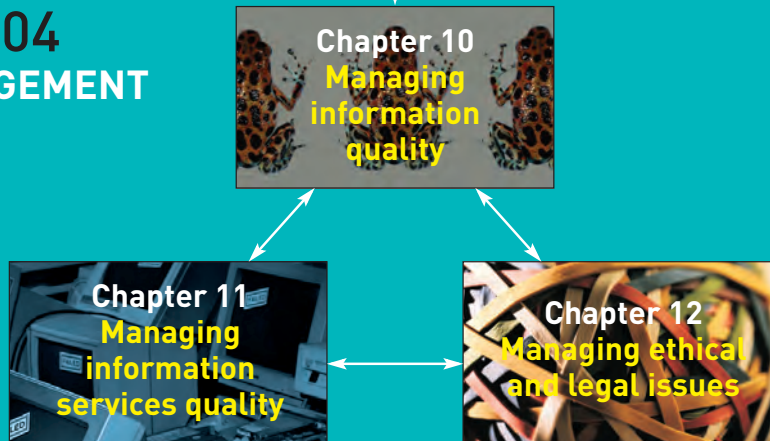 04
GEMENT
Chapter 10
Managing
information
quality
Chapter 11
Managing
information
services quality
Chapter 12
Managing ethical
and legal issues